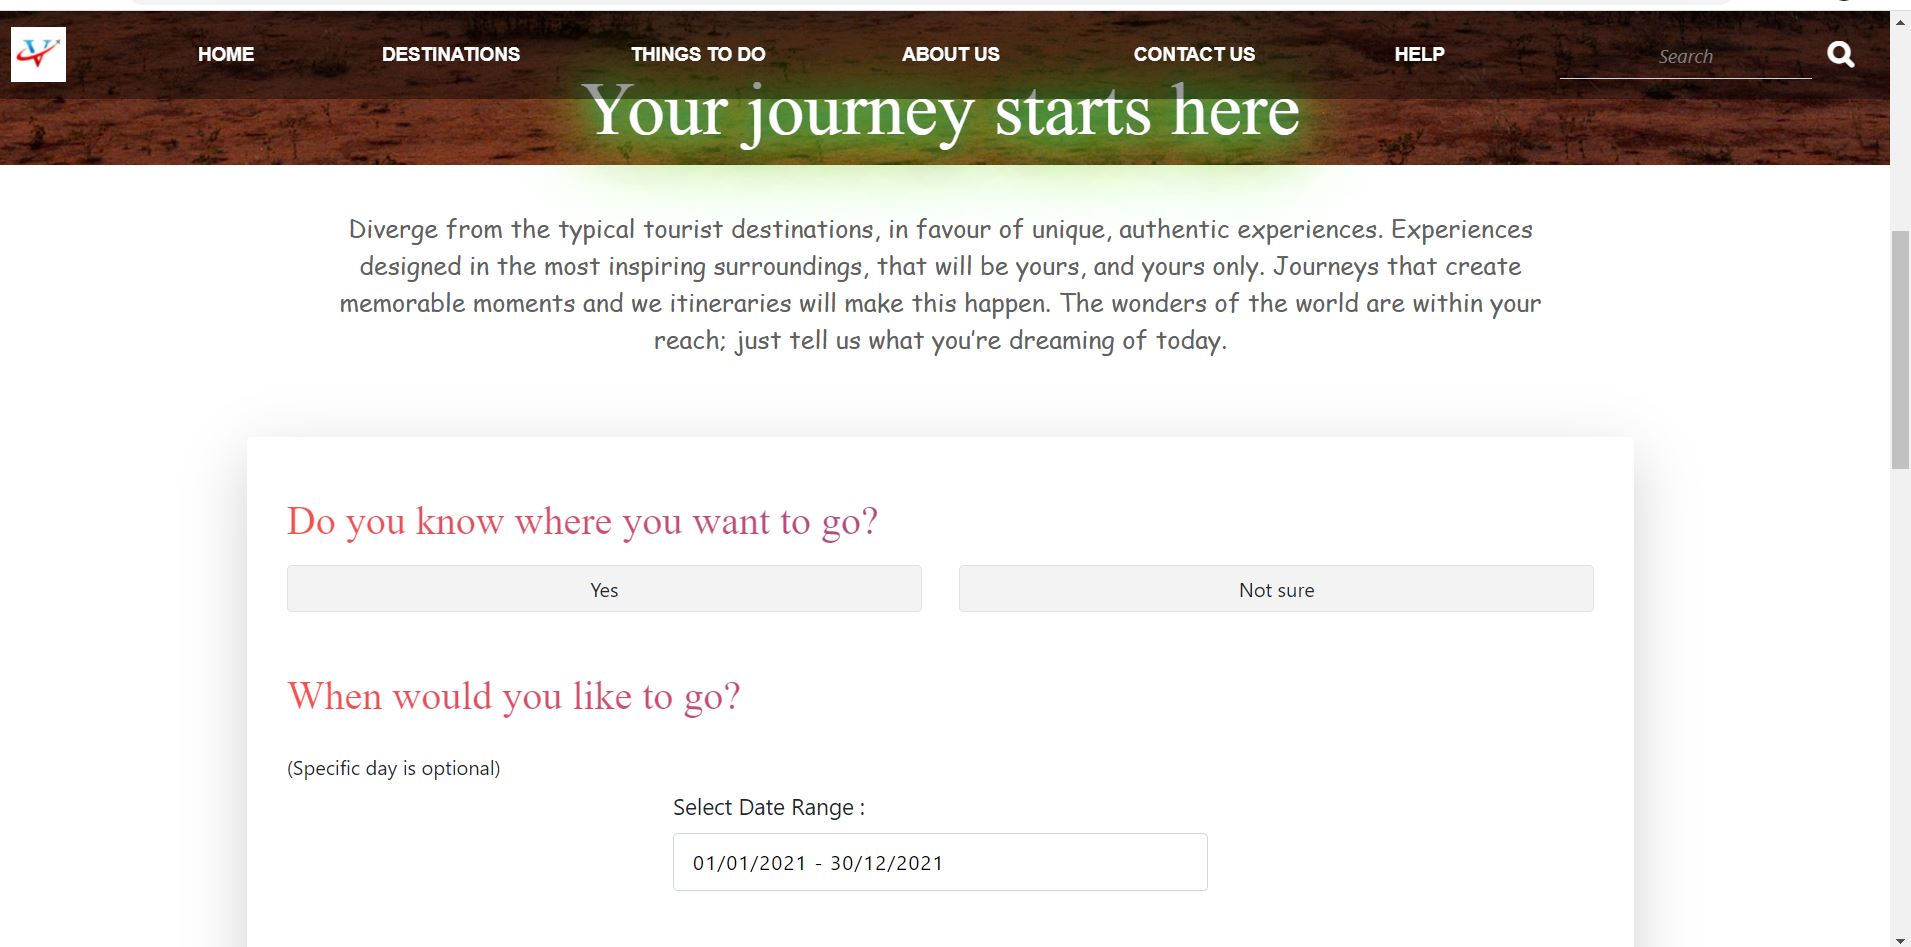 HOME DESTINATIONS THINGS TO DO ABOUT US CONTACT US HELP Search
Your journey starts here
Diverge from the typical tourist destinations, in favour of unique, authentic experiences. Experiences
designed in the most inspiring surroundings, that will be yours, and yours only. Journeys that create
memorable moments and we itineraries will make this happen. The wonders of the world are within your
reach; just tell us what you're dreaming of today.
Do you know where you want to go?
Yes Not sure
When would you like to go?
(Specific day is optional)
Select Date Range :
01/01/2021 - 30/12/2021